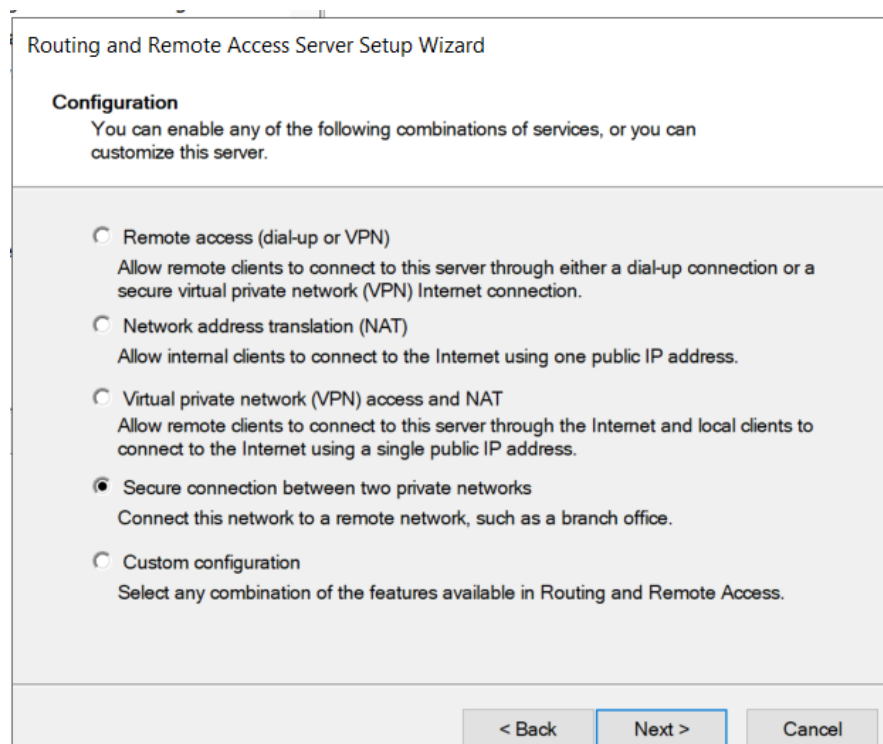 Routing and Remote Access Server Setup Wizard
Configuration
You can enable any of the following combinations of services, or you can
customize this server.
Remote access (dial-up or VPN)
Allow remote clients to connect to this server through either a dial-up connection or a
secure virtual private network (VPN) Internet connection.
Network address translation (NAT)
Allow internal clients to connect to the Internet using one public IP address.
Virtual private network (VPN) access and NAT
Allow remote clients to connect to this server through the Internet and local clients to
connect to the Internet using a single public IP address.
Secure connection between two private networks
Connect this network to a remote network, such as a branch office.
Custom configuration
Select any combination of the features available in Routing and Remote Access.
< Back
Next >
Cancel